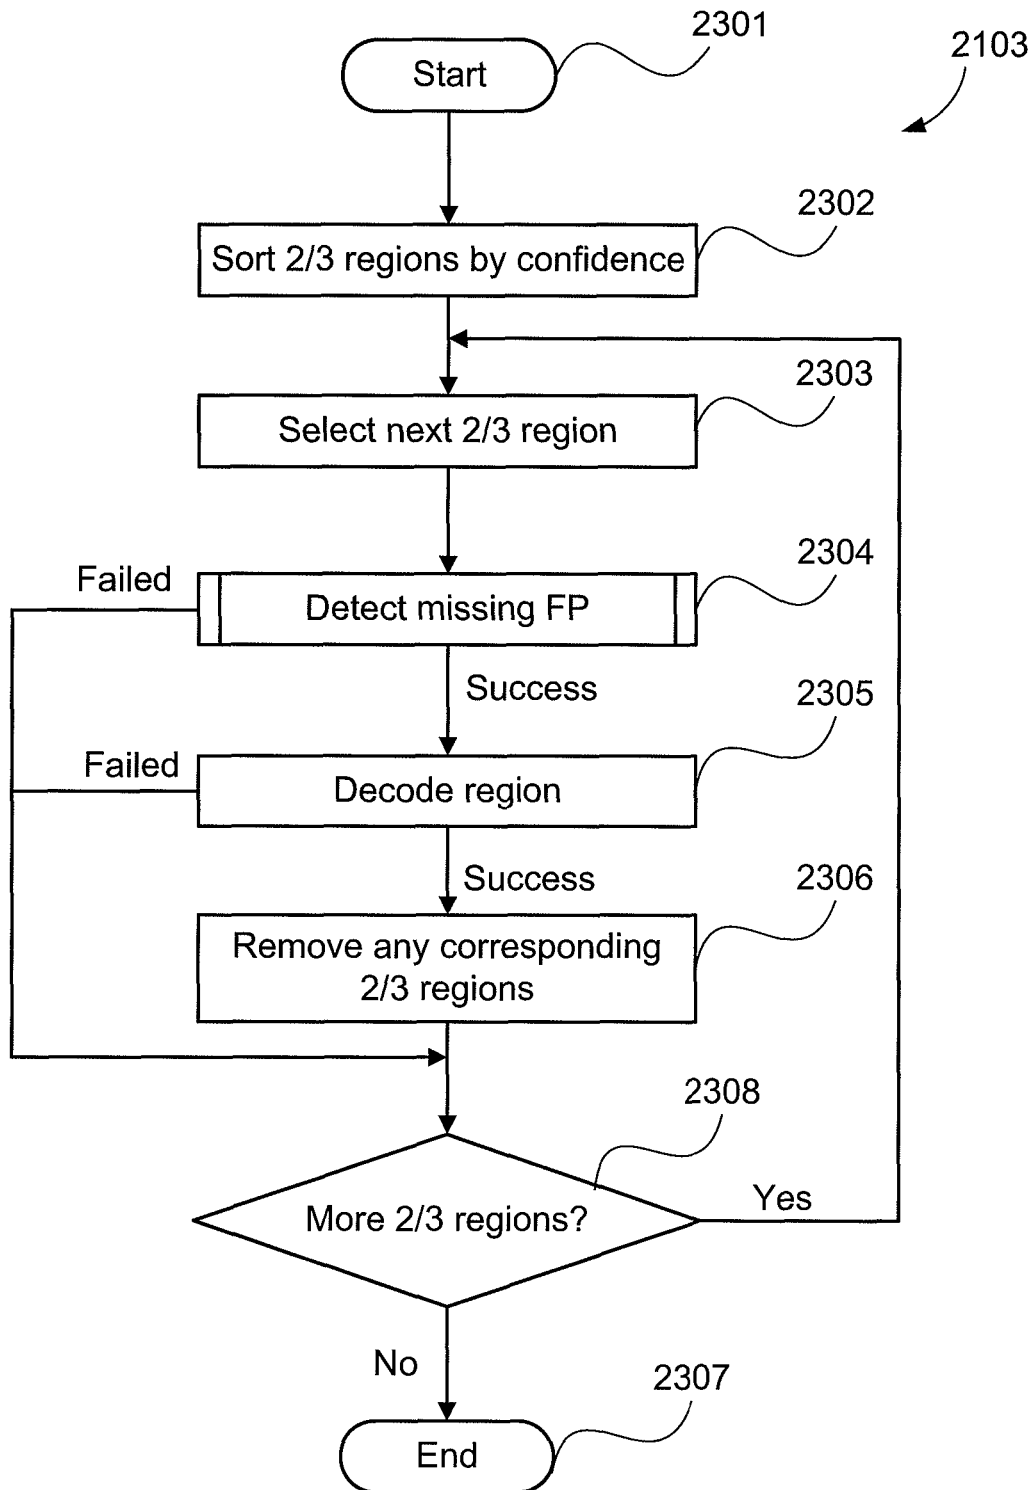 2301
2103
Start
2302
Sort 2/3 regions by confidence
2303
Select next 2/3 region
2304
Failed
Detect missing FP
Success
2305
Failed
Decode region
Success
2306
Remove any corresponding
2/3 regions
2308
More 2/3 regions?
Yes
No
2307
End